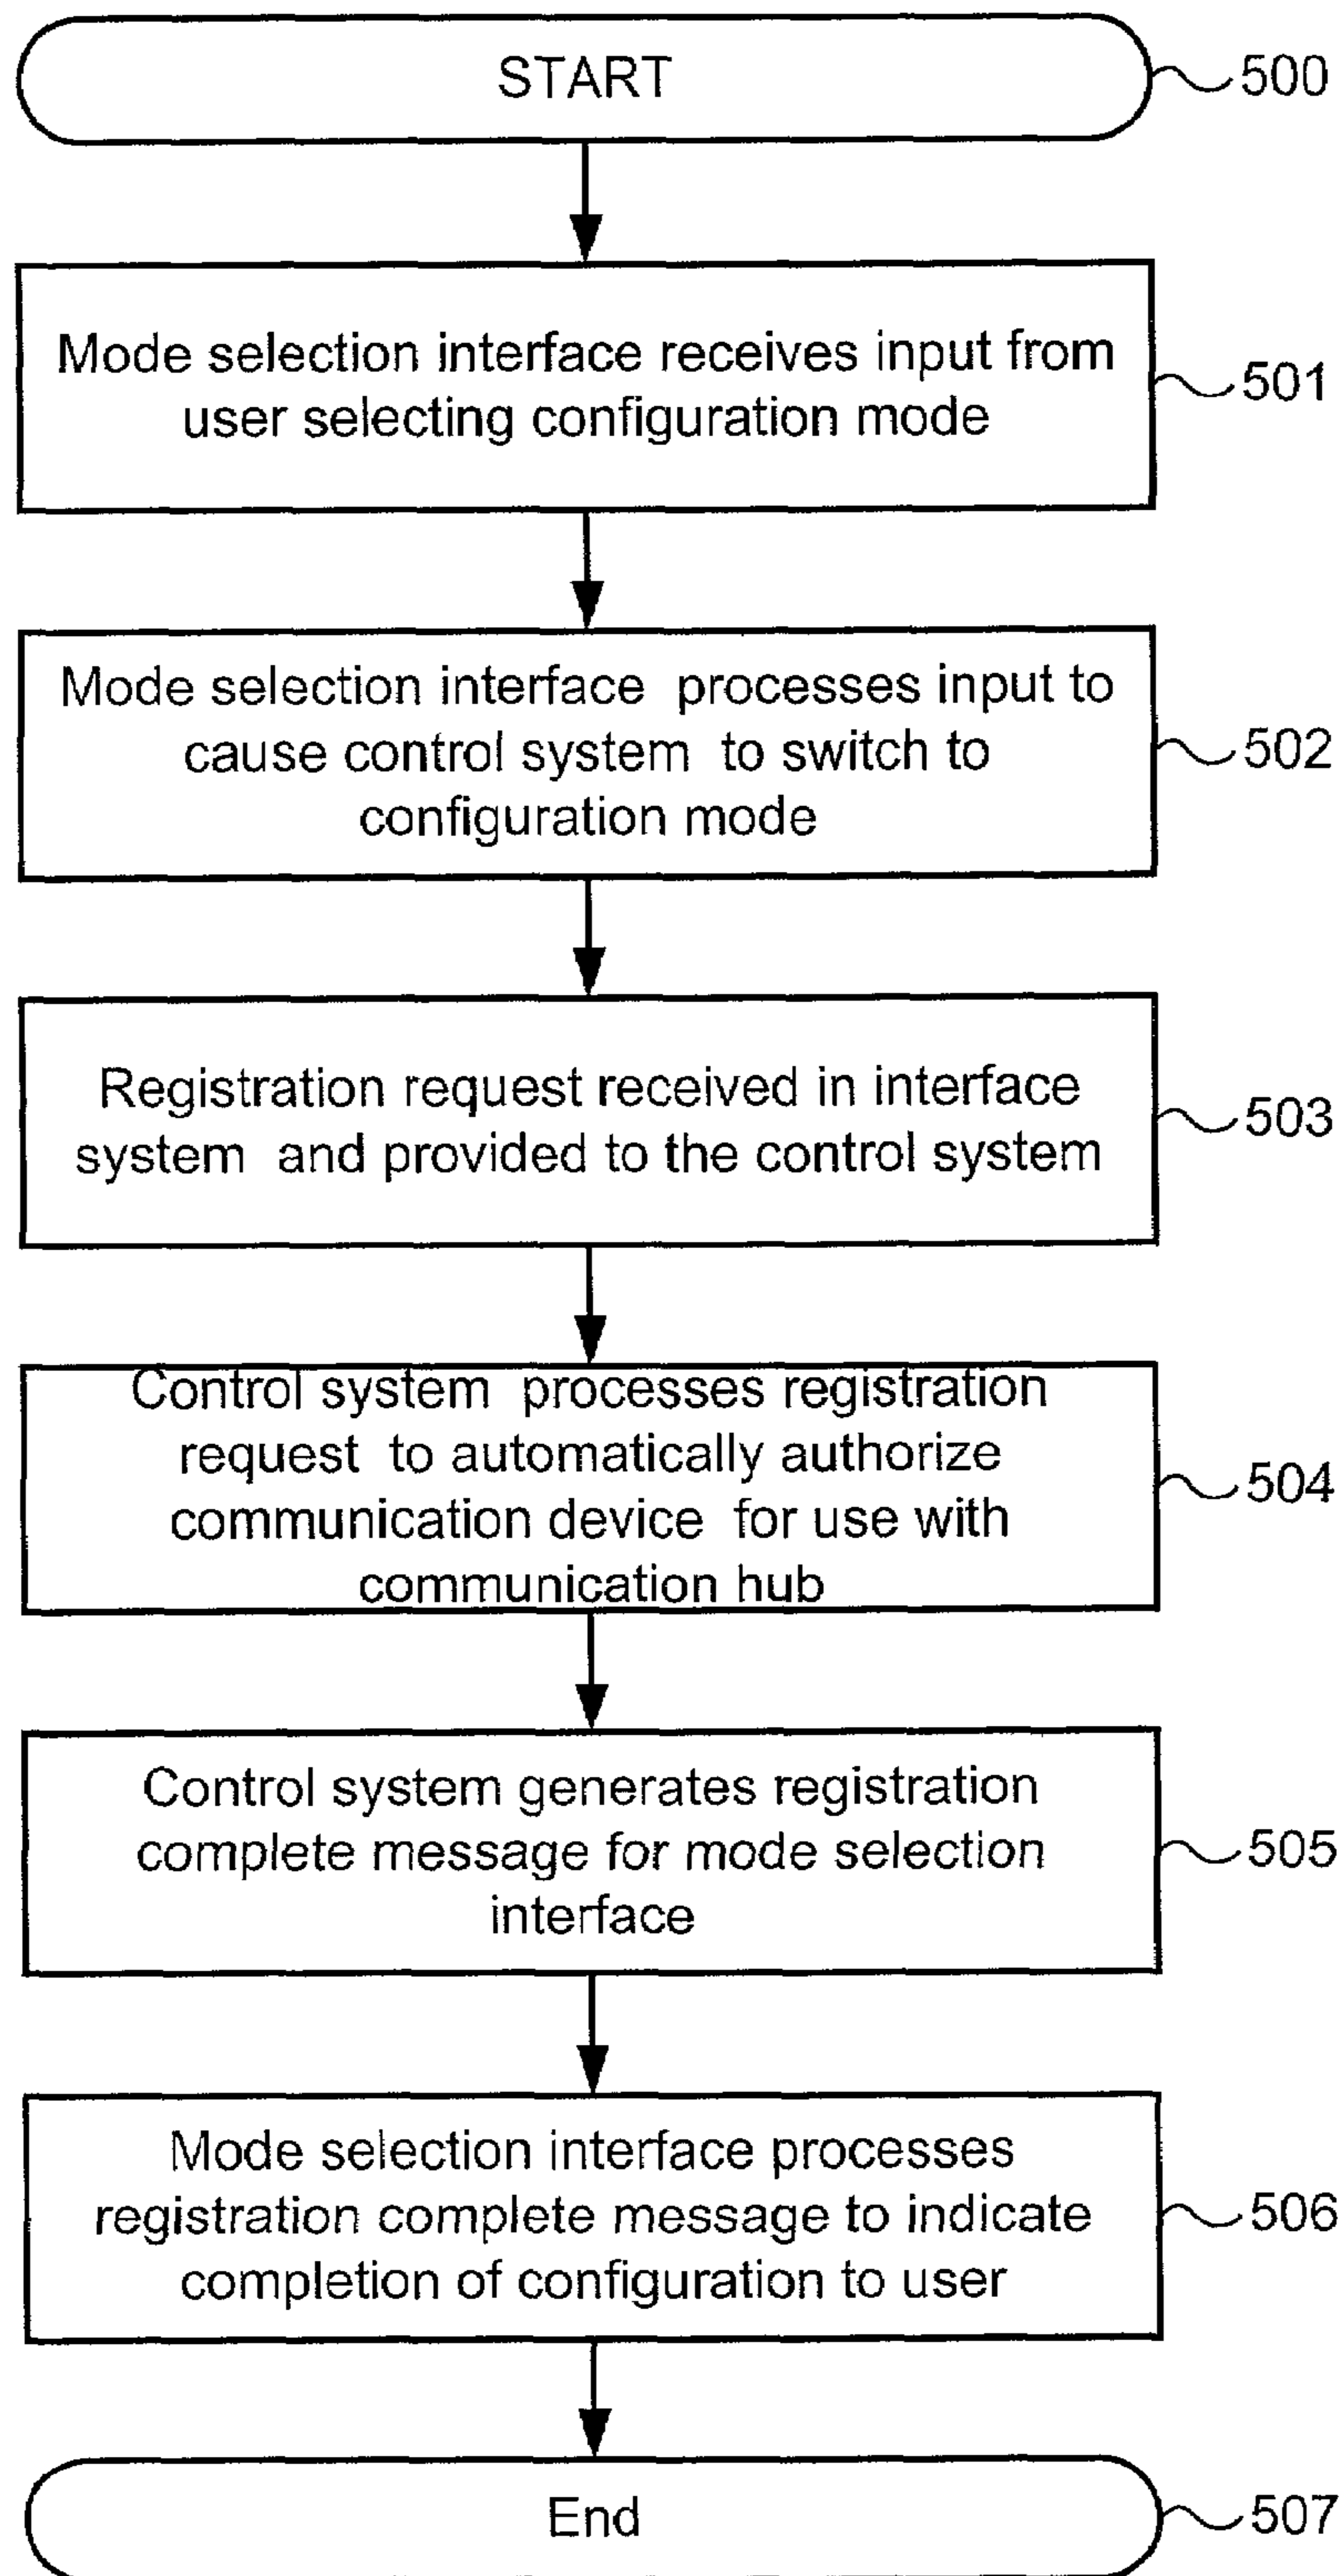 START
500
Mode selection interface receives input from
user selecting configuration mode
501
Mode selection interface processes input to
cause control system to switch to
configuration mode
502
Registration request received in interface
system and provided to the control system
503
Control system processes registration
request to automatically authorize
communication device for use with
communication hub
504
Control system generates registration
complete message for mode selection
interface
505
Mode selection interface processes
registration complete message to indicate
completion of configuration to user
506
End
507